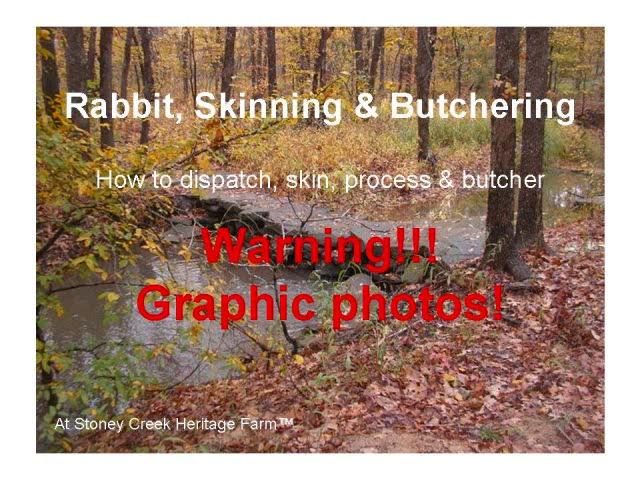 Rabbit, Skinning & Butchering
How to dispatch, skin, process & butcher
Warning!!!
Graphic photos!
At Stoney Creek Heritage Farm™